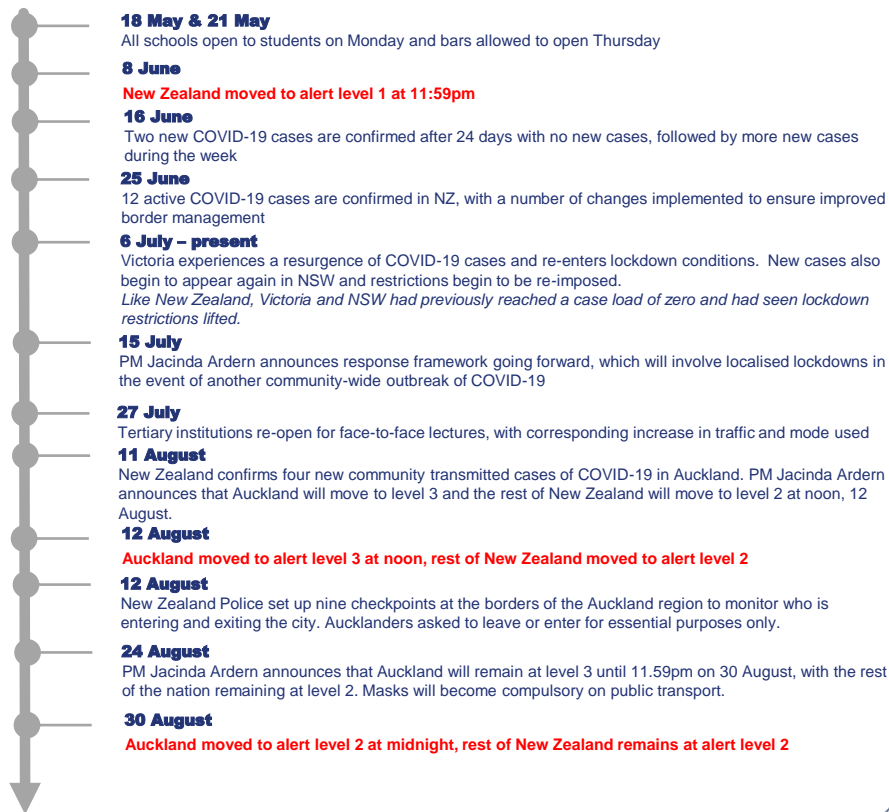 18 May & 21 May
All schools open to students on Monday and bars allowed to open Thursday
8 June
New Zealand moved to alert level 1 at 11:59pm
16 June
Two new COVID-19 cases are confirmed after 24 days with no new cases, followed by more new cases
during the week
25 June
12 active COVID-19 cases are confirmed in NZ, with a number of changes implemented to ensure improved
border management
6 July – present
Victoria experiences a resurgence of COVID-19 cases and re-enters lockdown conditions.  New cases also
begin to appear again in NSW and restrictions begin to be re-imposed.
Like New Zealand, Victoria and NSW had previously reached a case load of zero and had seen lockdown
restrictions lifted.
15 July
PM Jacinda Ardern announces response framework going forward, which will involve localised lockdowns in
the event of another community-wide outbreak of COVID-19
27 July
Tertiary institutions re-open for face-to-face lectures, with corresponding increase in traffic and mode used
11 August
New Zealand confirms four new community transmitted cases of COVID-19 in Auckland. PM Jacinda Ardern
announces that Auckland will move to level 3 and the rest of New Zealand will move to level 2 at noon, 12
August.
12 August
Auckland moved to alert level 3 at noon, rest of New Zealand moved to alert level 2
12 August
New Zealand Police set up nine checkpoints at the borders of the Auckland region to monitor who is
entering and exiting the city. Aucklanders asked to leave or enter for essential purposes only.
24 August
PM Jacinda Ardern announces that Auckland will remain at level 3 until 11.59pm on 30 August, with the rest
of the nation remaining at level 2. Masks will become compulsory on public transport.
30 August
Auckland moved to alert level 2 at midnight, rest of New Zealand remains at alert level 2